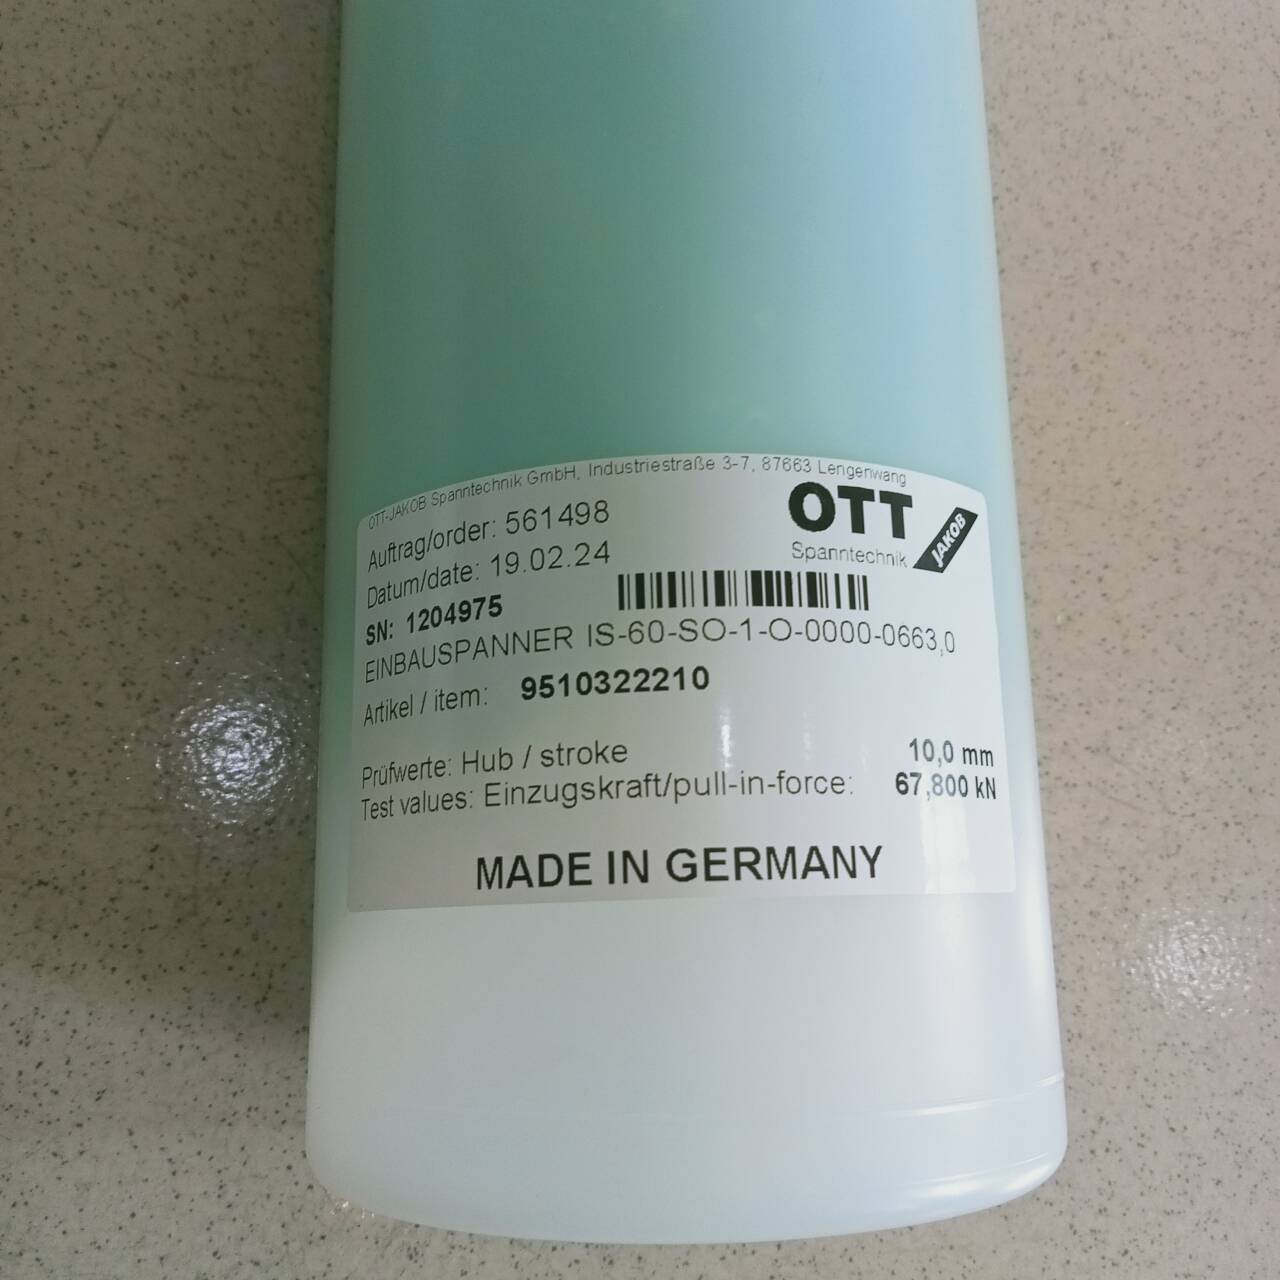 OTT-JAKOB Spanntechnik GmbH, Industriestraße 3-7, 87663 Lengenwang
OTT
JAKOB
Spanntechnik
Auftrag/order: 561498
Datum/date: 19.02.24
SN: 1204975
EINBAUSPANNER IS-60-SO-1-O-0000-0663,0
Artikel / item: 9510322210
Prüfwerte: Hub / stroke 10,0 mm
Test values: Einzugskraft/pull-in-force: 67,800 kN
MADE IN GERMANY